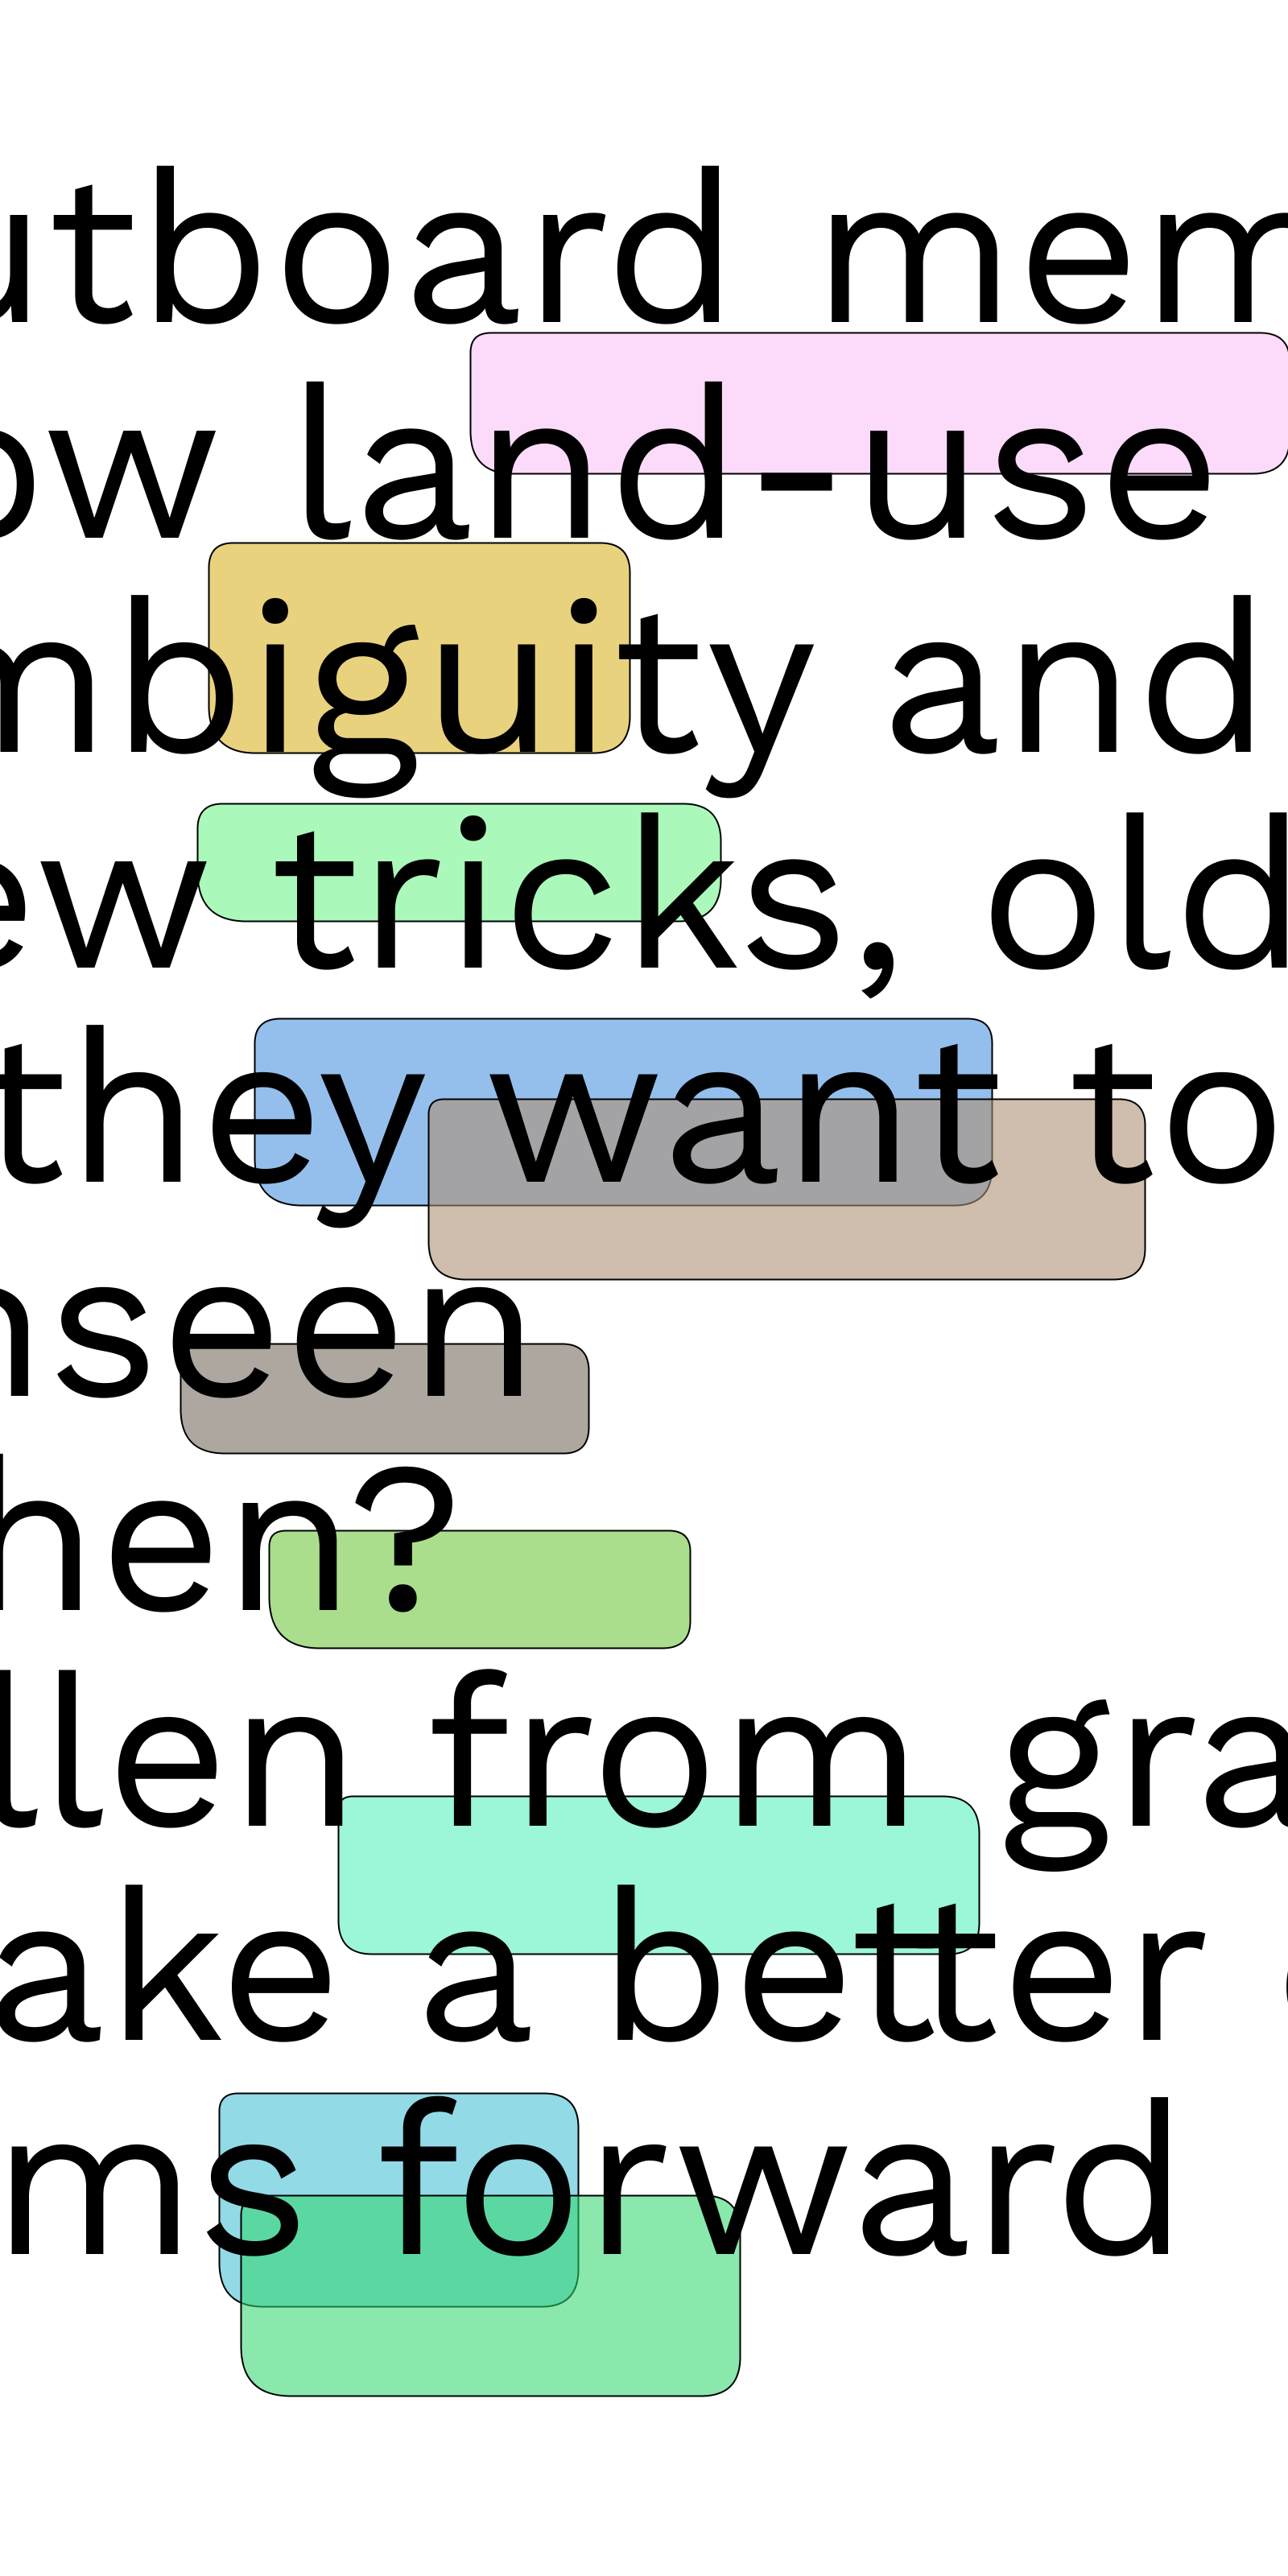 utboard mem
ow land-use
mbiguity and
ew tricks, old
they want to
nseen
hen?
llen from gra
ake a better
ms forward